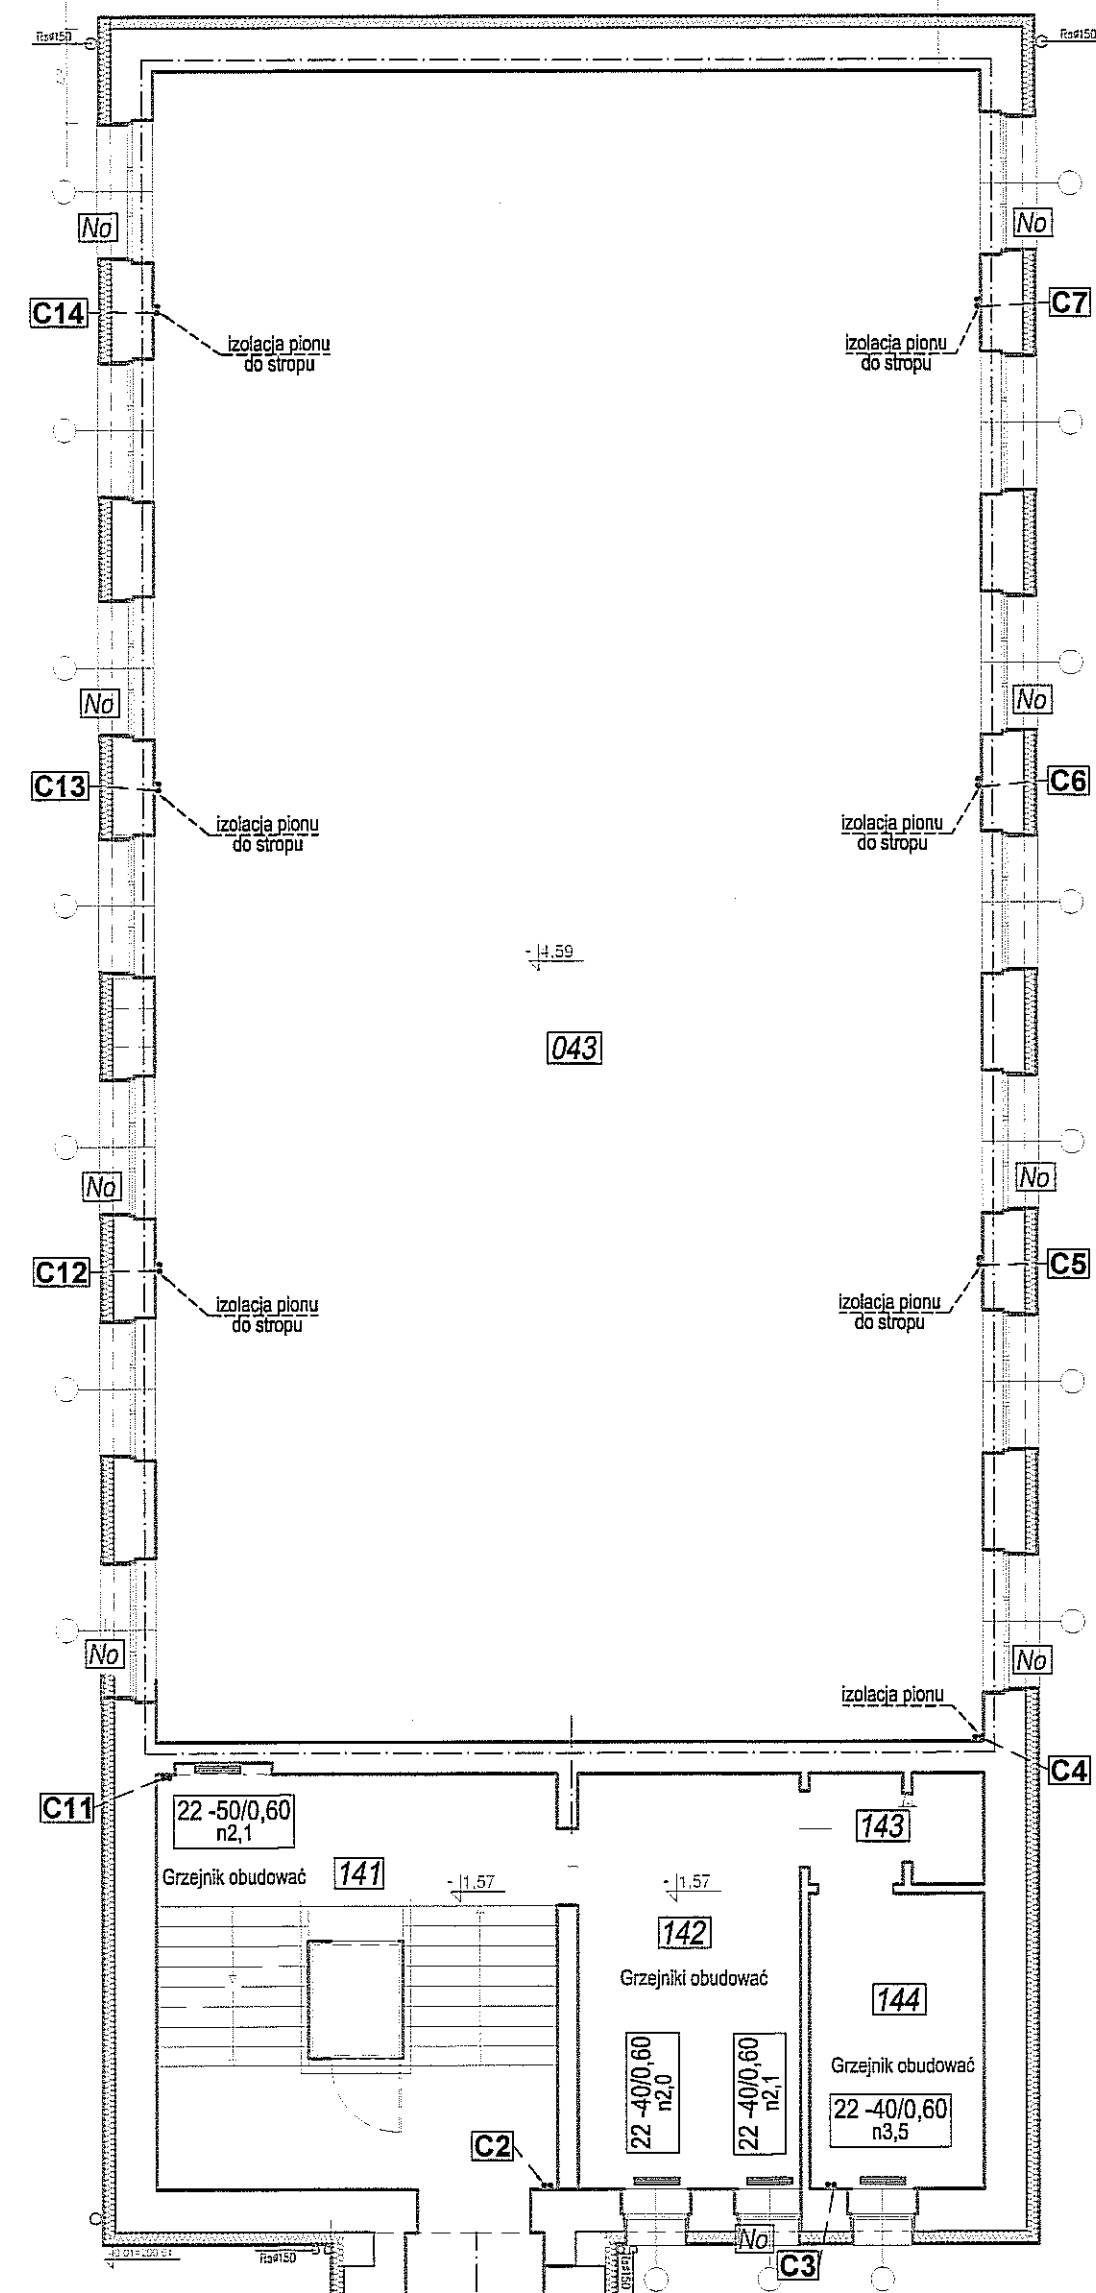 Rsø150
Rsø150
No
No
C14
C7
izolacja pionu
do stropu
izolacja pionu
do stropu
No
No
C13
C6
izolacja pionu
do stropu
izolacja pionu
do stropu
- 4,59
043
No
No
C12
C5
izolacja pionu
do stropu
izolacja pionu
do stropu
No
No
izolacja pionu
C4
C11
22 -50/0,60
n2,1
143
Grzejnik obudować
141
- 1,57
- 1,57
142
Grzejniki obudować
144
Grzejnik obudować
22 -40/0,60
n2,0
22 -40/0,60
n2,1
22 -40/0,60
n3,5
C2
No
C3
Rsø150
Rsø150